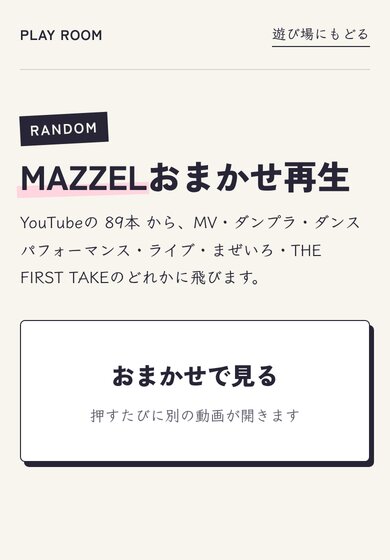 PLAY ROOM
遊び場にもどる
RANDOM
MAZZELおまかせ再生
YouTubeの 89本 から、MV・ダンプラ・ダンス
パフォーマンス・ライブ・まぜいろ・THE
FIRST TAKEのどれかに飛びます。
おまかせで見る
押すたびに別の動画が開きます